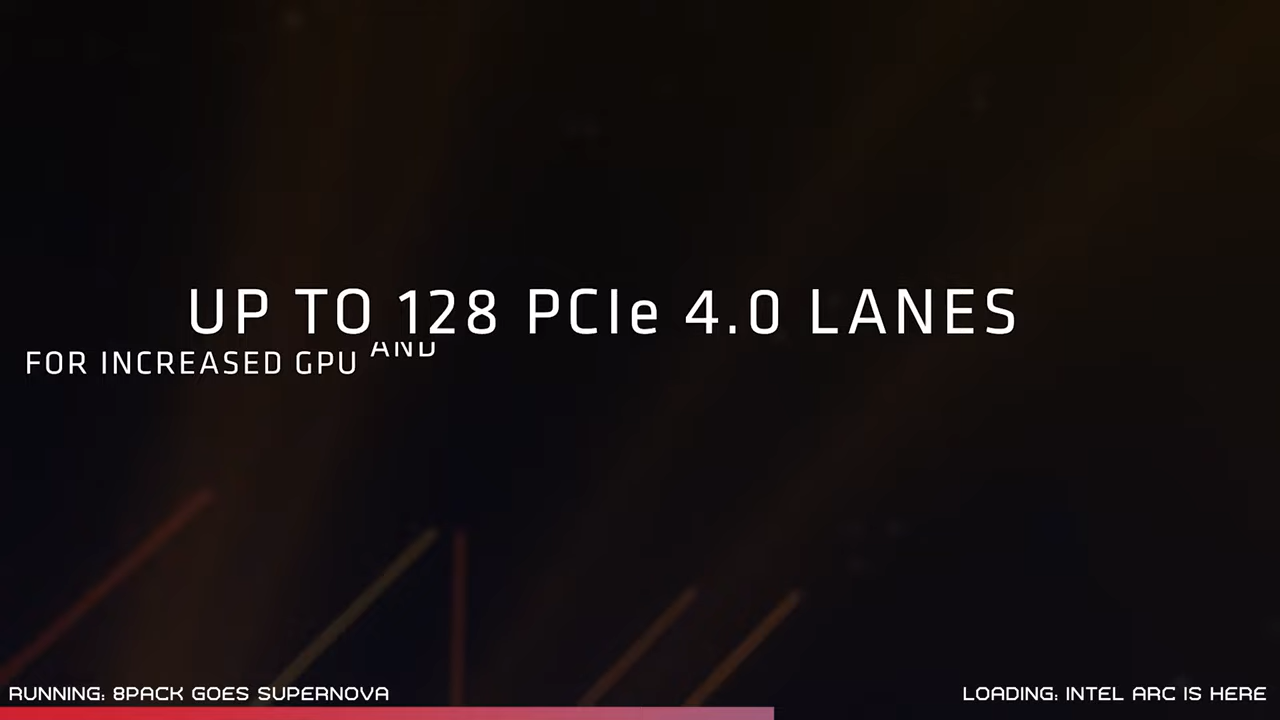 UP TO 128 PCIe 4.0 LANES
FOR INCREASED GPU AND
RUNNING: 8PACK GOES SUPERNOVA
LOADING: INTEL ARC IS HERE